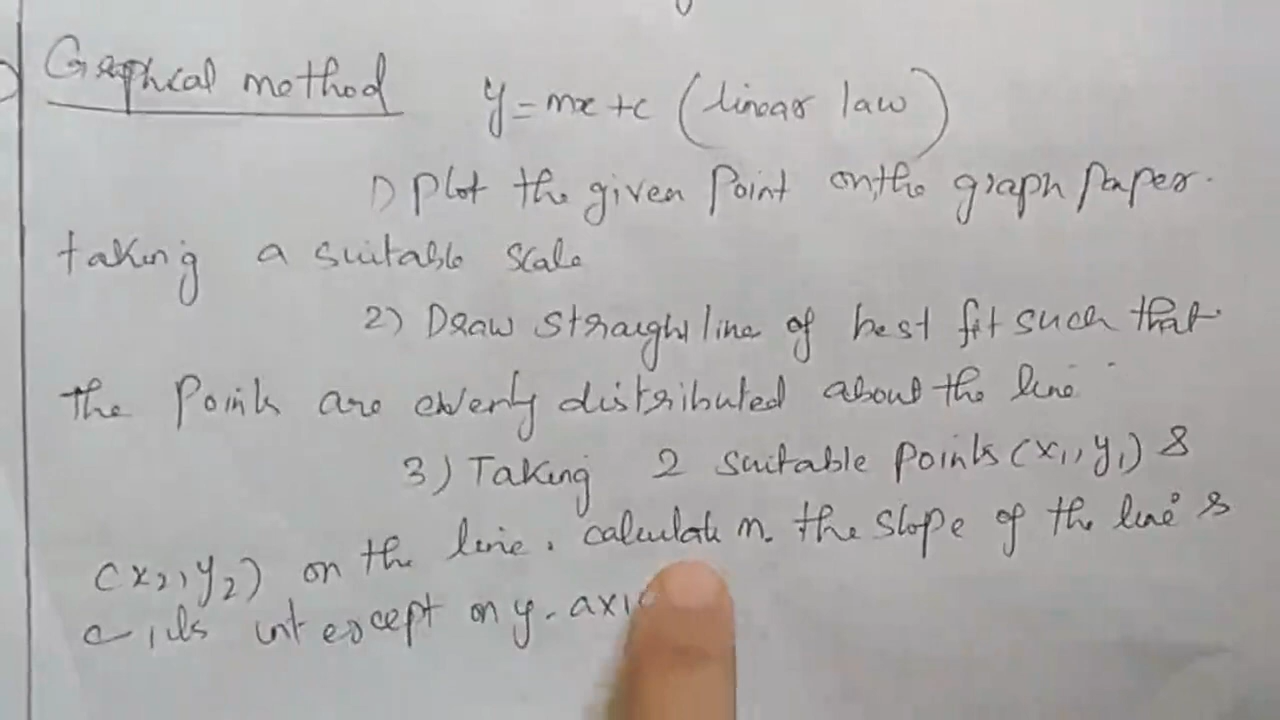 Graphical method y = mx + c (linear law)
1) Plot the given Point on the graph paper.
taking a suitable scale
2) Draw straight line of best fit such that
the Points are evenly distributed about the line
3) Taking 2 suitable points (x₁, y₁) &
(x₂, y₂) on the line. calculate m. the slope of the line &
c, its intercept on y-axis